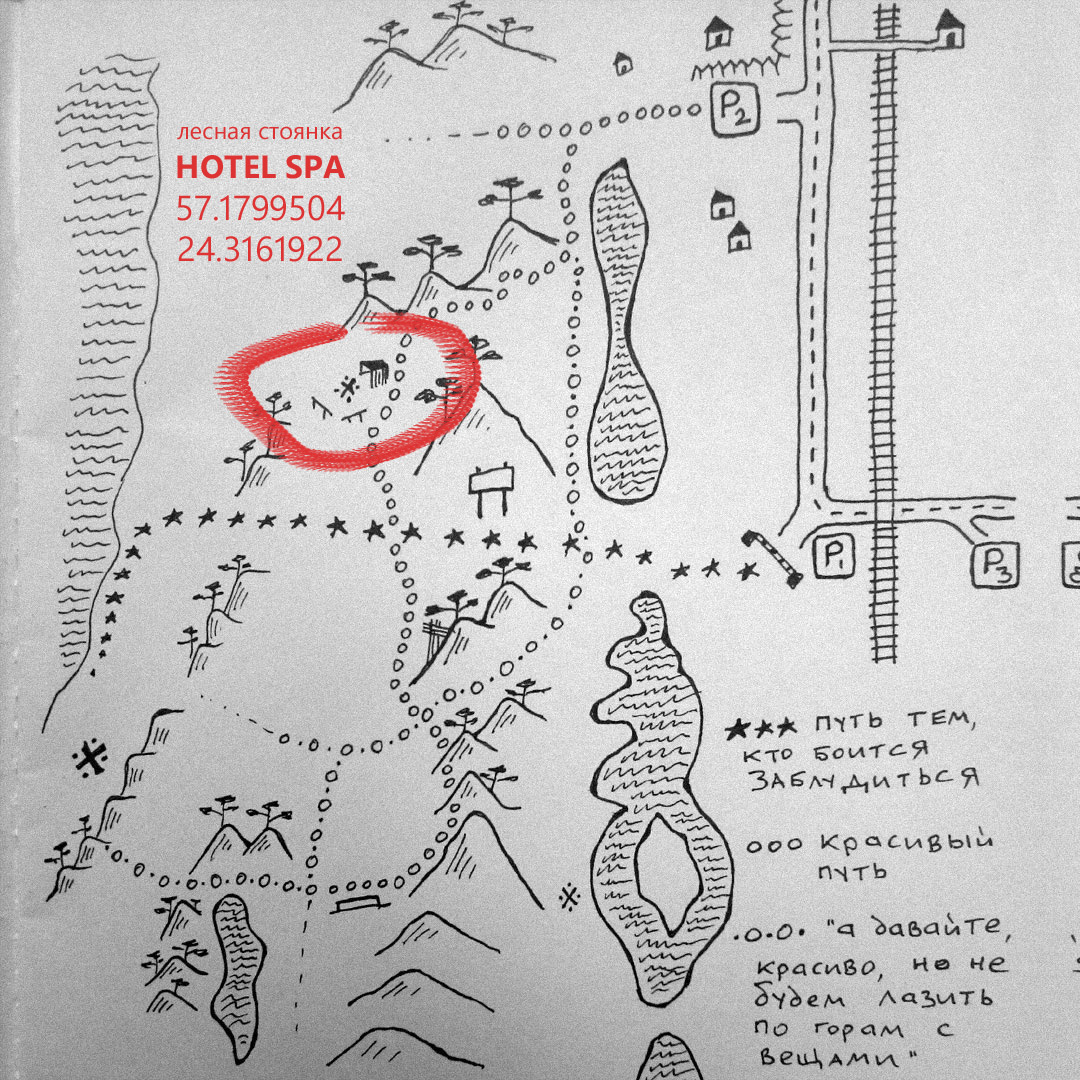 лесная стоянка
HOTEL SPA
57.1799504
24.3161922
P2
P1
P3
путь тем,
кто боится
заблудиться
красивый
путь
"а давайте,
красиво, но не
будем лазить
по горам с
вещами"